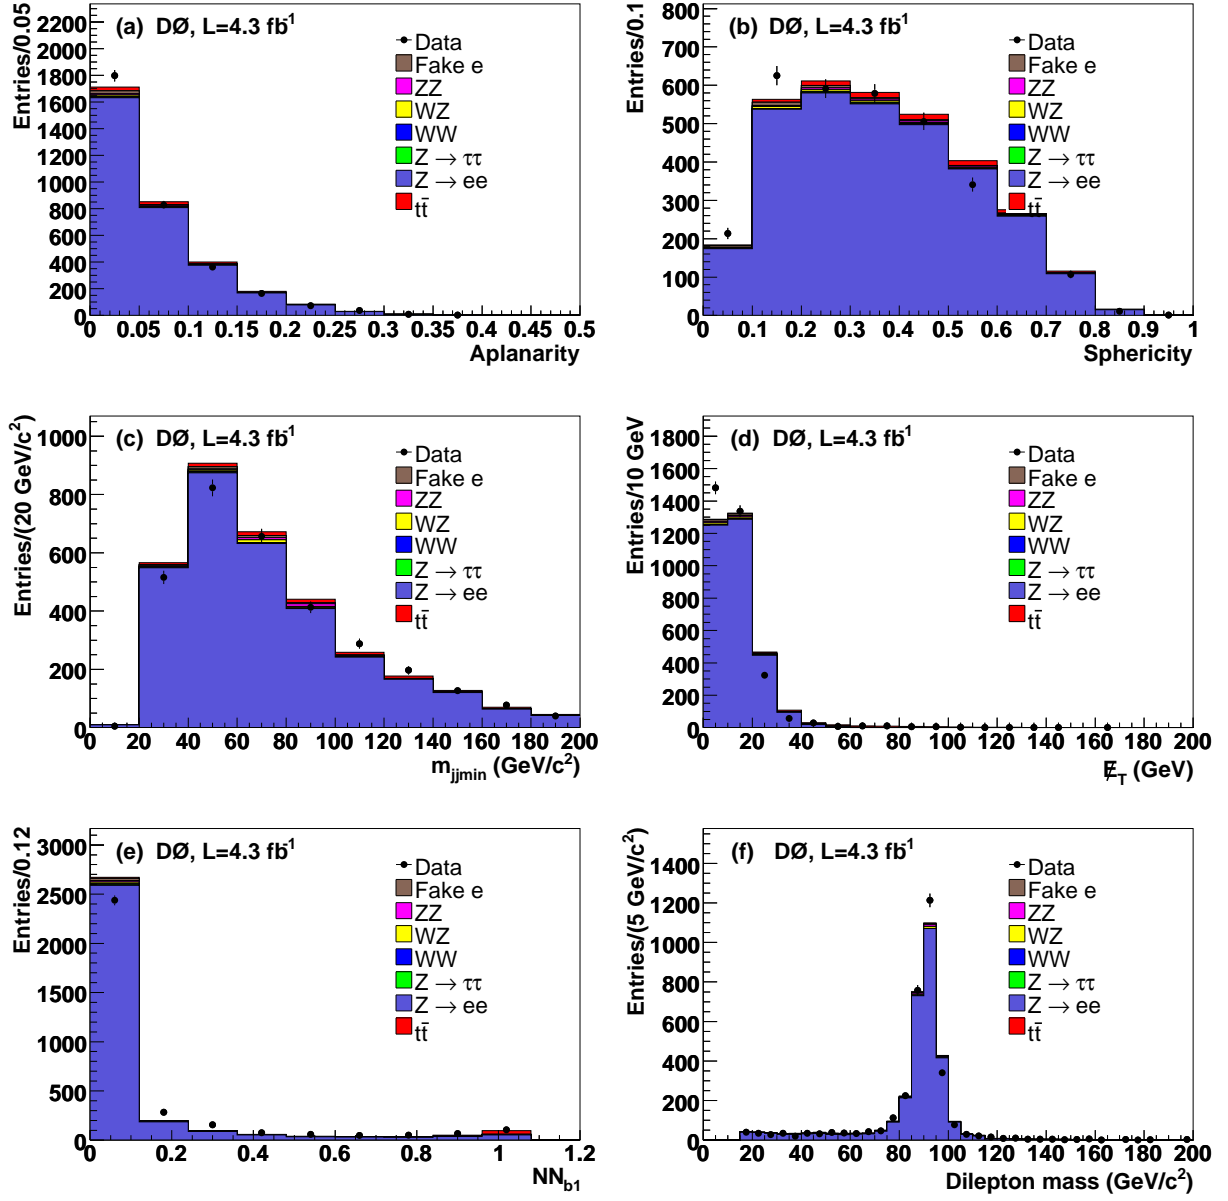 (a) DØ, L=4.3 fb⁻¹
Entries/0.05
2200
2000
1800
1600
1400
1200
1000
800
600
400
200
0
Data
Fake e
ZZ
WZ
WW
Z → ττ
Z → ee
tt̄
0 0.05 0.1 0.15 0.2 0.25 0.3 0.35 0.4 0.45 0.5
Aplanarity
(b) DØ, L=4.3 fb⁻¹
Entries/0.1
800
700
600
500
400
300
200
100
0
Data
Fake e
ZZ
WZ
WW
Z → ττ
Z → ee
tt̄
0 0.1 0.2 0.3 0.4 0.5 0.6 0.7 0.8 0.9 1
Sphericity
(c) DØ, L=4.3 fb⁻¹
Entries/(20 GeV/c²)
1000
800
600
400
200
0
Data
Fake e
ZZ
WZ
WW
Z → ττ
Z → ee
tt̄
0 20 40 60 80 100 120 140 160 180 200
m_jjmin (GeV/c²)
(d) DØ, L=4.3 fb⁻¹
Entries/10 GeV
1800
1600
1400
1200
1000
800
600
400
200
0
Data
Fake e
ZZ
WZ
WW
Z → ττ
Z → ee
tt̄
0 20 40 60 80 100 120 140 160 180 200
E̸_T (GeV)
(e) DØ, L=4.3 fb⁻¹
Entries/0.12
3000
2500
2000
1500
1000
500
0
Data
Fake e
ZZ
WZ
WW
Z → ττ
Z → ee
tt̄
0 0.2 0.4 0.6 0.8 1 1.2
NN_b1
(f) DØ, L=4.3 fb⁻¹
Entries/(5 GeV/c²)
1400
1200
1000
800
600
400
200
0
Data
Fake e
ZZ
WZ
WW
Z → ττ
Z → ee
tt̄
0 20 40 60 80 100 120 140 160 180 200
Dilepton mass (GeV/c²)